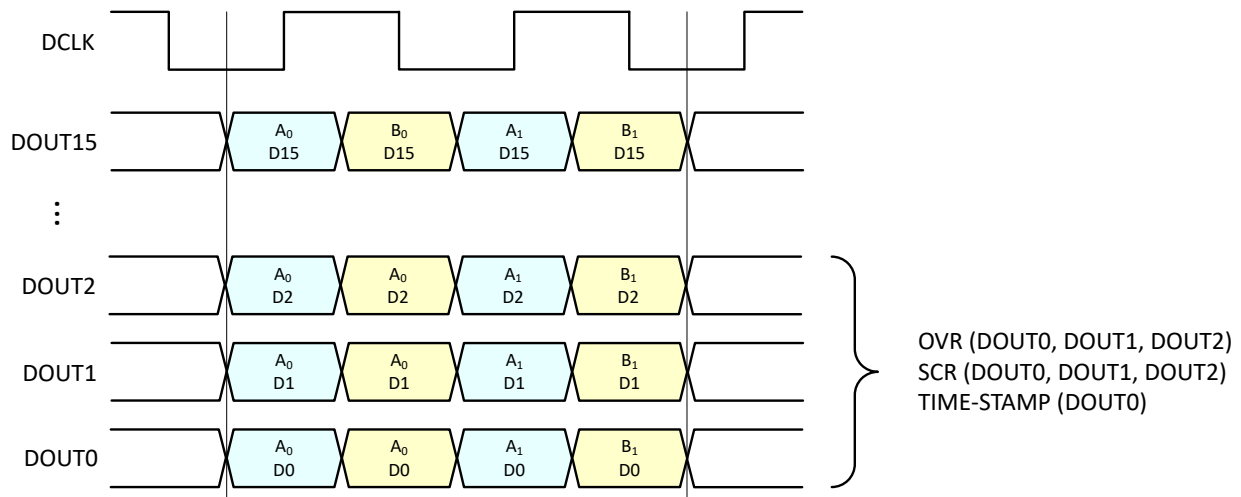 DCLK
DOUT15
A₀ B₀ A₁ B₁
D15 D15 D15 D15
⋮
DOUT2
A₀ A₀ A₁ B₁
D2 D2 D2 D2
DOUT1
A₀ A₀ A₁ B₁
D1 D1 D1 D1
DOUT0
A₀ A₀ A₁ B₁
D0 D0 D0 D0
OVR (DOUT0, DOUT1, DOUT2)
SCR (DOUT0, DOUT1, DOUT2)
TIME-STAMP (DOUT0)